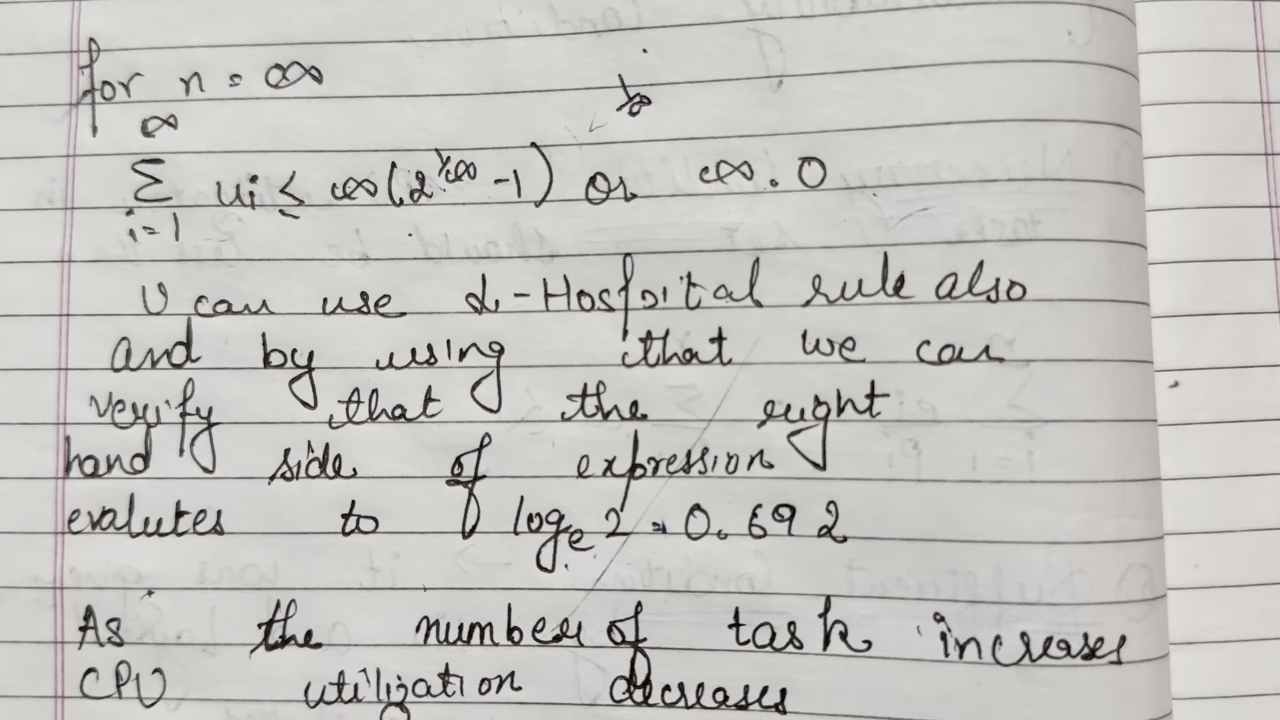 for n = ∞
∞
Σ ui ≤ ∞(2^1/∞ -1) or ∞.0
i=1
U can use L-Hospital rule also
and by using that we can
verify that the right
hand side of expression
evalutes to loge2 = 0.692
As the number of task increases
CPU utilization decreases